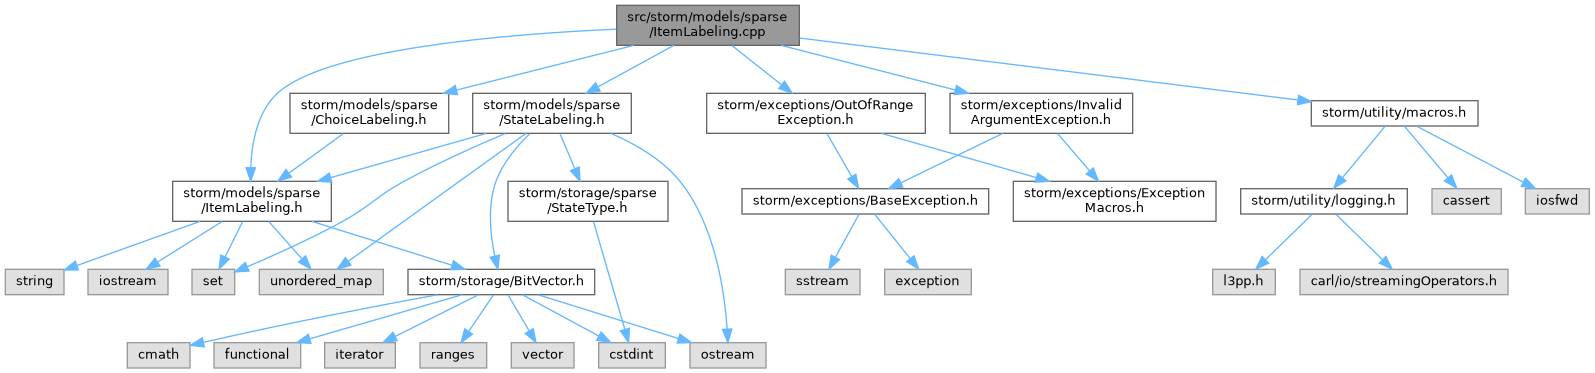 src/storm/models/sparse
/ItemLabeling.cpp
storm/models/sparse
/ChoiceLabeling.h
storm/models/sparse
/StateLabeling.h
storm/exceptions/OutOfRange
Exception.h
storm/exceptions/Invalid
ArgumentException.h
storm/utility/macros.h
storm/models/sparse
/ItemLabeling.h
storm/storage/sparse
/StateType.h
storm/exceptions/BaseException.h
storm/exceptions/Exception
Macros.h
storm/utility/logging.h
cassert
iosfwd
string
iostream
set
unordered_map
storm/storage/BitVector.h
sstream
exception
l3pp.h
carl/io/streamingOperators.h
cmath
functional
iterator
ranges
vector
cstdint
ostream